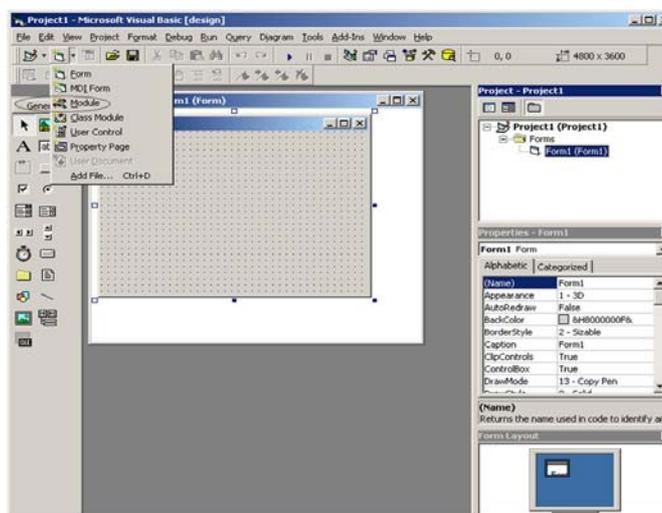 Project1 - Microsoft Visual Basic [design]
File Edit View Project Format Debug Run Query Diagram Tools Add-Ins Window Help
0, 0 4800 x 3600
Form
MDI Form
Module
Class Module
User Control
Property Page
User Document
Add File... Ctrl+D
Gene
m1 (Form)
Project - Project1
Project1 (Project1)
Forms
Form1 (Form1)
Properties - Form1
Form1 Form
Alphabetic Categorized
(Name) Form1
Appearance 1 - 3D
AutoRedraw False
BackColor &H8000000F&
BorderStyle 2 - Sizable
Caption Form1
ClipControls True
ControlBox True
DrawMode 13 - Copy Pen
(Name)
Returns the name used in code to identify
Form Layout